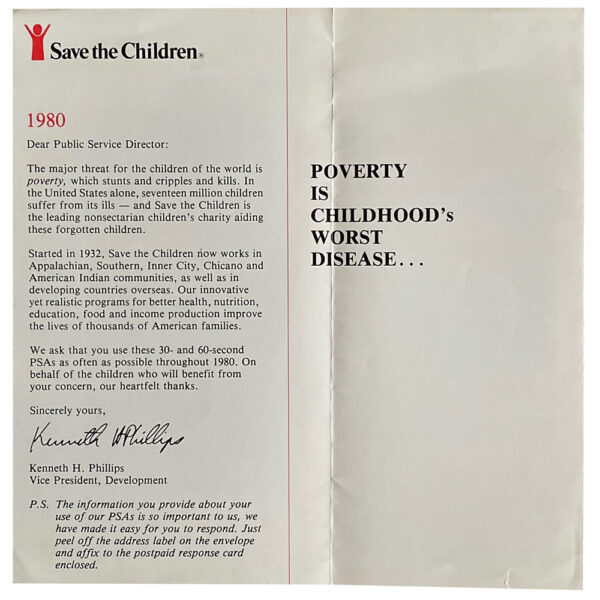 Save the Children®
1980
Dear Public Service Director:
The major threat for the children of the world is
poverty, which stunts and cripples and kills. In
the United States alone, seventeen million children
suffer from its ills — and Save the Children is
the leading nonsectarian children's charity aiding
these forgotten children.
Started in 1932, Save the Children now works in
Appalachian, Southern, Inner City, Chicano and
American Indian communities, as well as in
developing countries overseas. Our innovative
yet realistic programs for better health, nutrition,
education, food and income production improve
the lives of thousands of American families.
We ask that you use these 30- and 60-second
PSAs as often as possible throughout 1980. On
behalf of the children who will benefit from
your concern, our heartfelt thanks.
Sincerely yours,
Kenneth H Phillips
Kenneth H. Phillips
Vice President, Development
P.S. The information you provide about your
use of our PSAs is so important to us, we
have made it easy for you to respond. Just
peel off the address label on the envelope
and affix to the postpaid response card
enclosed.
POVERTY
IS
CHILDHOOD's
WORST
DISEASE...